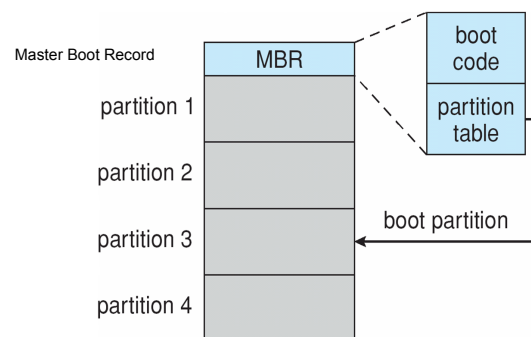 Master Boot Record
MBR
boot
code
partition
table
partition 1
partition 2
partition 3
boot partition
partition 4